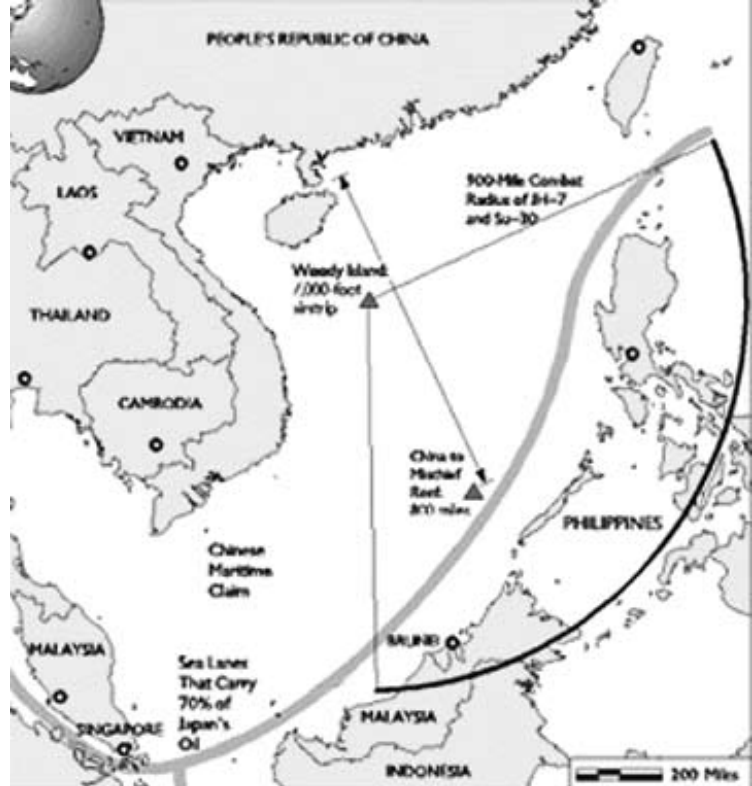 PEOPLE'S REPUBLIC OF CHINA
VIETNAM
LAOS
900-Mile Combat
Radius of JH-7
and Su-30
Woody Island:
7,000-foot
airstrip
THAILAND
CAMBODIA
China to
Mischief
Reef:
800 miles
PHILIPPINES
Chinese
Maritime
Claim
BRUNEI
MALAYSIA
Sea Lanes
That Carry
70% of
Japan's
Oil
MALAYSIA
SINGAPORE
INDONESIA
200 Miles